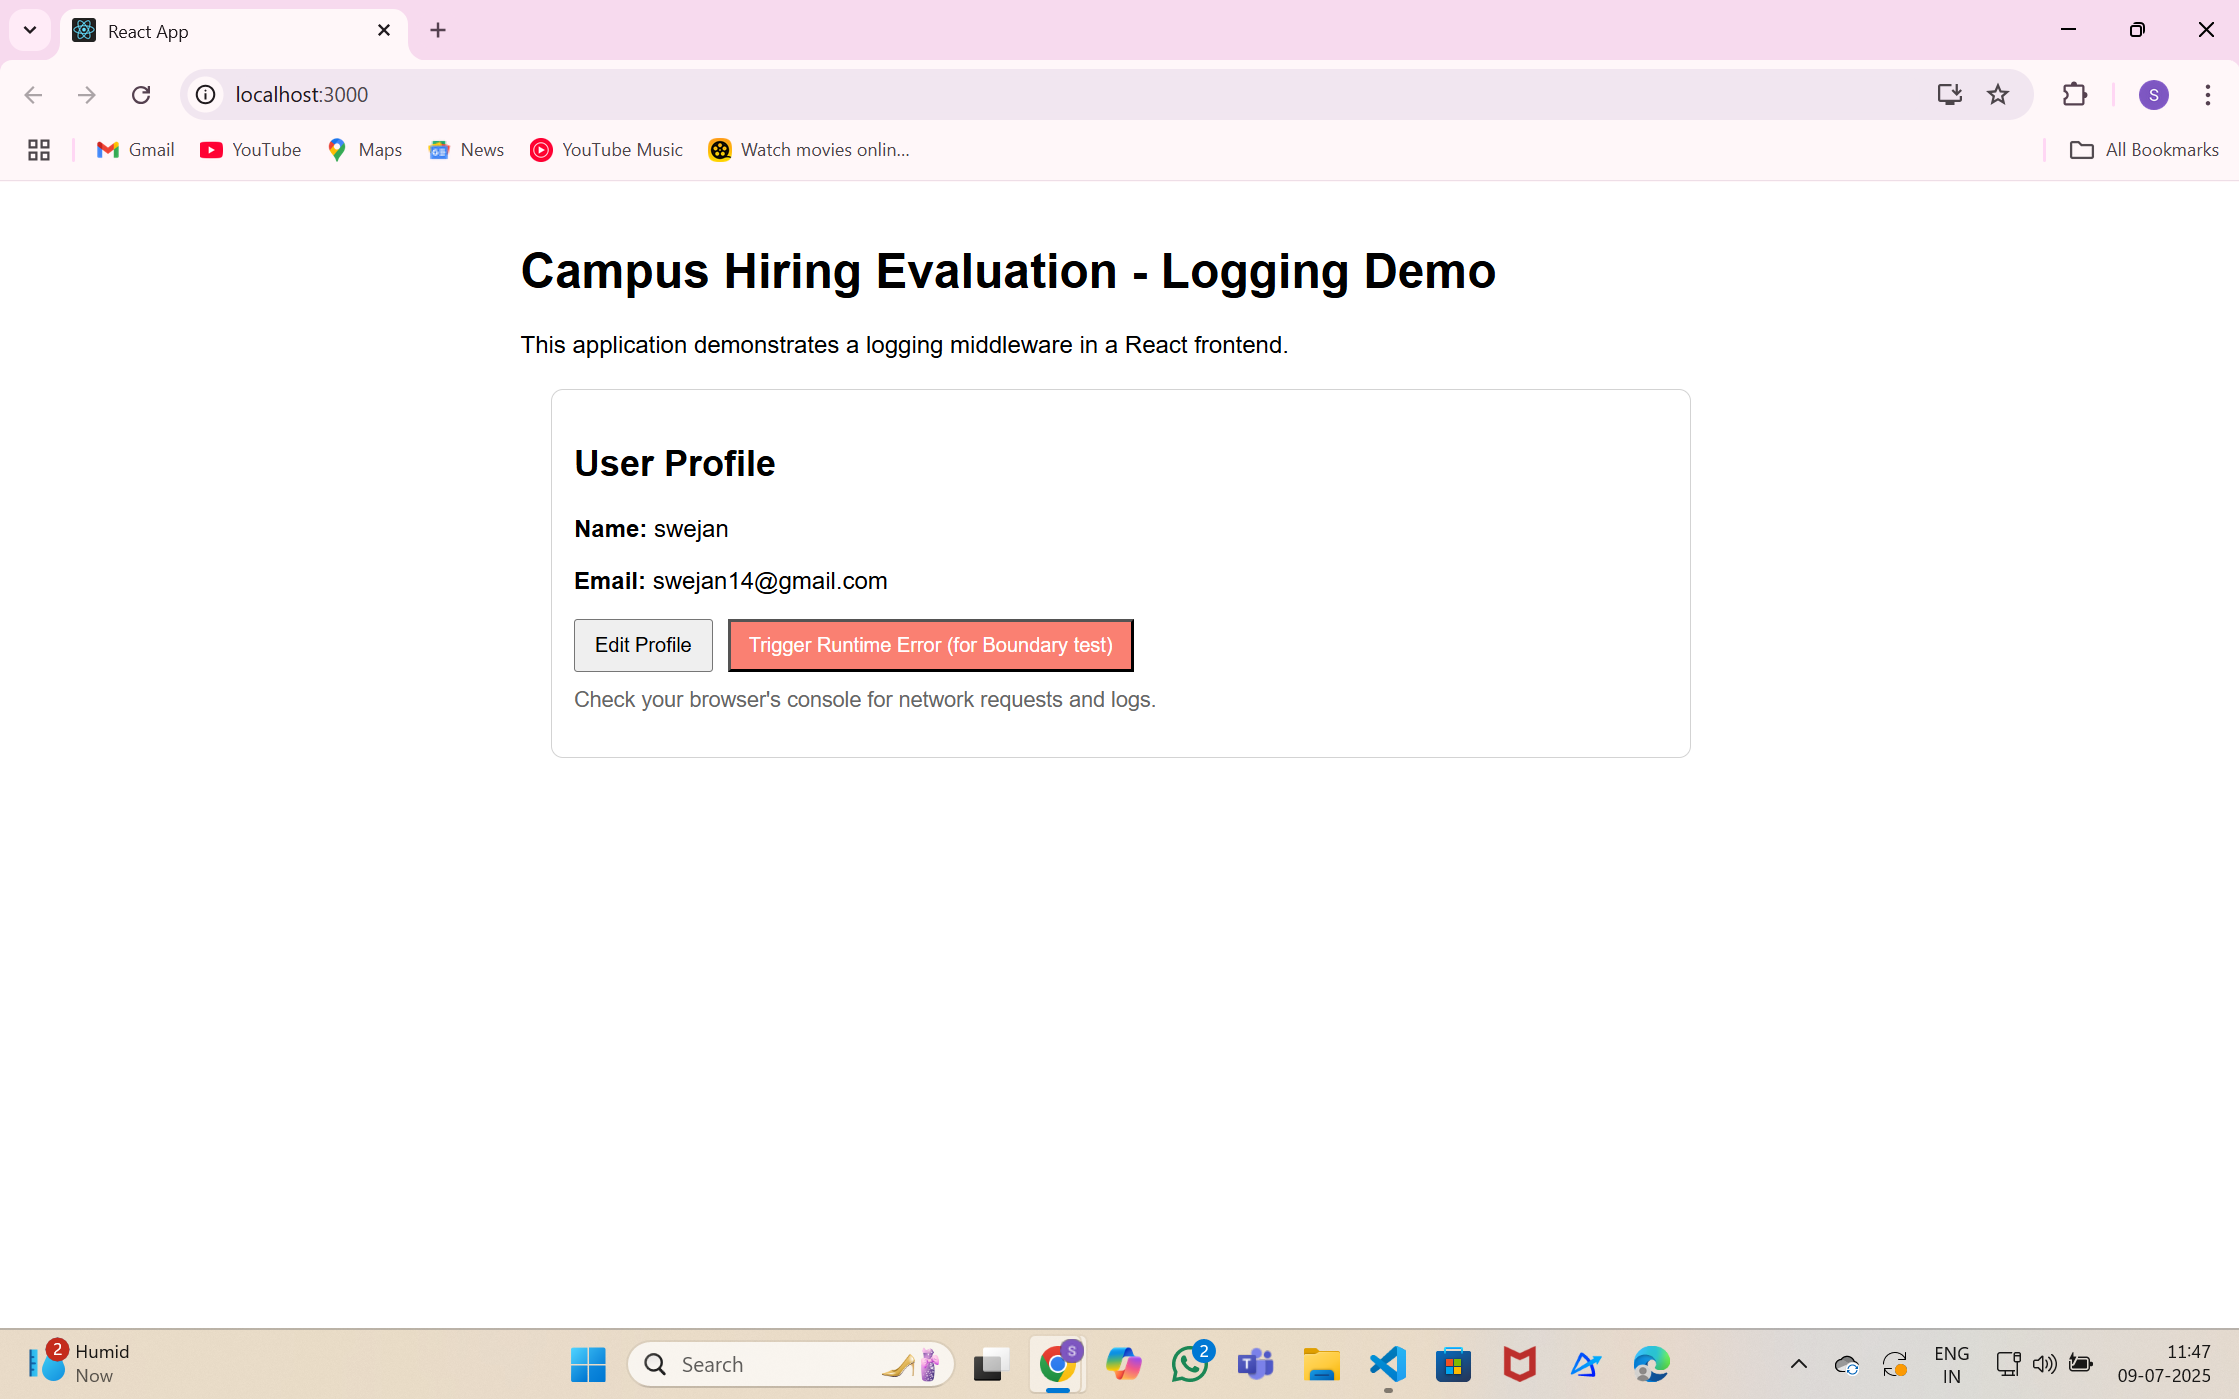 React App
localhost:3000
Gmail
YouTube
Maps
News
YouTube Music
Watch movies onlin...
All Bookmarks
S
Campus Hiring Evaluation - Logging Demo
This application demonstrates a logging middleware in a React frontend.
User Profile
Name: swejan
Email: swejan14@gmail.com
Edit Profile
Trigger Runtime Error (for Boundary test)
Check your browser's console for network requests and logs.
2
Humid
Now
Search
S
2
T
ENG
IN
11:47
09-07-2025